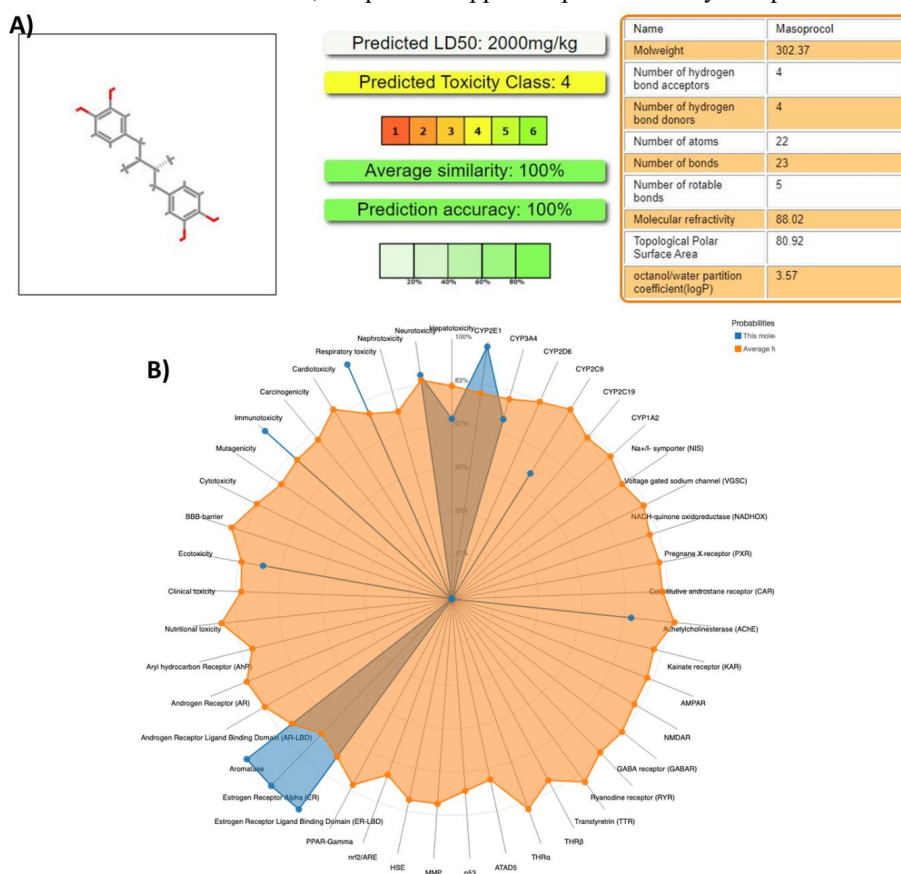 A)
Predicted LD50: 2000mg/kg
Predicted Toxicity Class: 4
1 2 3 4 5 6
Average similarity: 100%
Prediction accuracy: 100%
20% 40% 60% 80%
Name Masoprocol
Molweight 302.37
Number of hydrogen
bond acceptors 4
Number of hydrogen
bond donors 4
Number of atoms 22
Number of bonds 23
Number of rotable
bonds 5
Molecular refractivity 88.02
Topological Polar
Surface Area 80.92
octanol/water partition
coefficient(logP) 3.57
B)
Probabilities
This mole
Average f
100%
83%
67%
Hepatotoxicity
CYP2E1
CYP3A4
CYP2D6
CYP2C9
CYP2C19
CYP1A2
Na+/I- symporter (NIS)
Voltage gated sodium channel (VGSC)
NADH-quinone oxidoreductase (NADHOX)
Pregnane X receptor (PXR)
Constitutive androstane receptor (CAR)
Achetylcholinesterase (AChE)
Kainate receptor (KAR)
AMPAR
NMDAR
GABA receptor (GABAR)
Ryanodine receptor (RYR)
Transtyretrin (TTR)
THRβ
THRα
ATAD5
p53
MMP
HSE
nrf2/ARE
PPAR-Gamma
Estrogen Receptor Ligand Binding Domain (ER-LBD)
Estrogen Receptor Alpha (ER)
Aromatase
Androgen Receptor Ligand Binding Domain (AR-LBD)
Androgen Receptor (AR)
Aryl hydrocarbon Receptor (AhR)
Nutritional toxicity
Clinical toxicity
Ecotoxicity
BBB-barrier
Cytotoxicity
Mutagenicity
Immunotoxicity
Carcinogenicity
Cardiotoxicity
Respiratory toxicity
Nephrotoxicity
Neurotoxicity